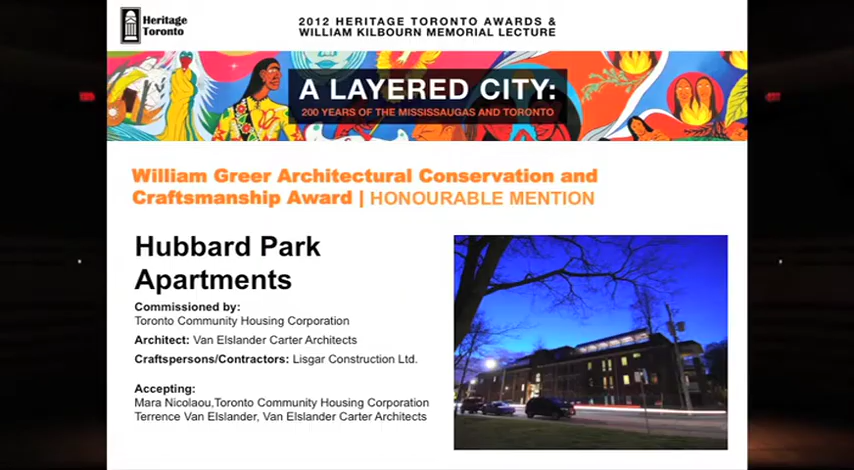 Heritage
Toronto
2012 HERITAGE TORONTO AWARDS &
WILLIAM KILBOURN MEMORIAL LECTURE
A LAYERED CITY:
200 YEARS OF THE MISSISSAUGAS AND TORONTO
William Greer Architectural Conservation and
Craftsmanship Award | HONOURABLE MENTION
Hubbard Park
Apartments
Commissioned by:
Toronto Community Housing Corporation
Architect: Van Elslander Carter Architects
Craftspersons/Contractors: Lisgar Construction Ltd.
Accepting:
Mara Nicolaou,Toronto Community Housing Corporation
Terrence Van Elslander, Van Elslander Carter Architects